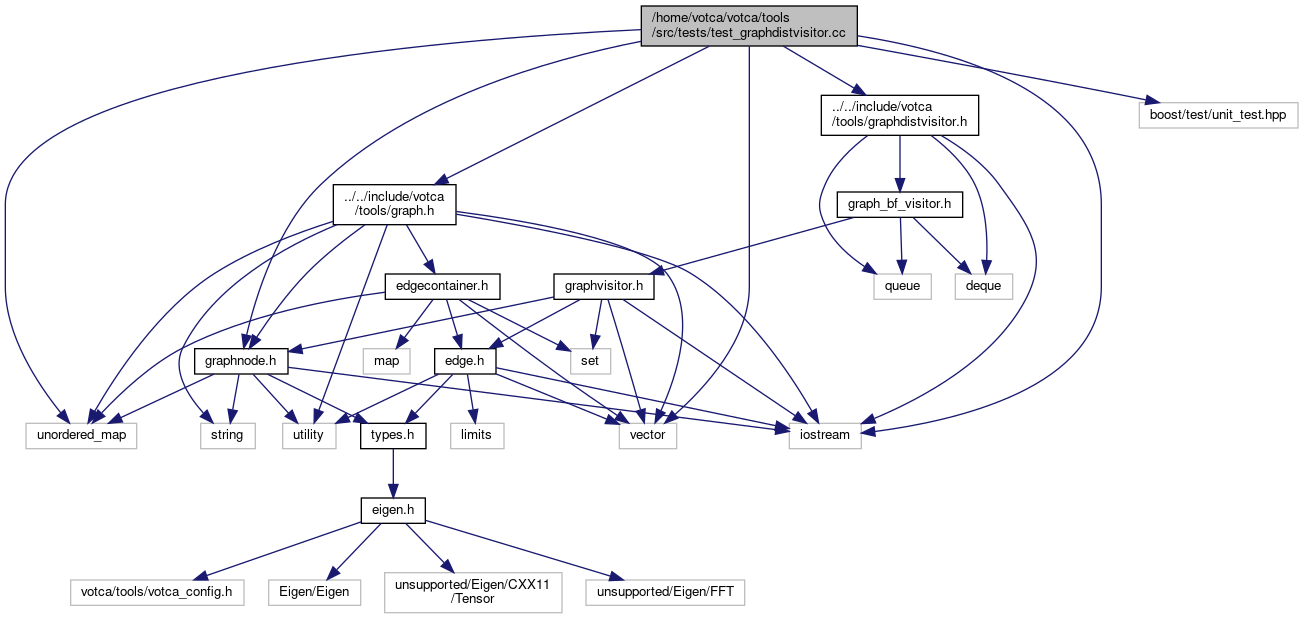 /home/votca/votca/tools
/src/tests/test_graphdistvisitor.cc
../../include/votca
/tools/graphdistvisitor.h
boost/test/unit_test.hpp
../../include/votca
/tools/graph.h
graph_bf_visitor.h
edgecontainer.h
graphvisitor.h
queue
deque
graphnode.h
map
edge.h
set
unordered_map
string
utility
types.h
limits
vector
iostream
eigen.h
votca/tools/votca_config.h
Eigen/Eigen
unsupported/Eigen/CXX11
/Tensor
unsupported/Eigen/FFT